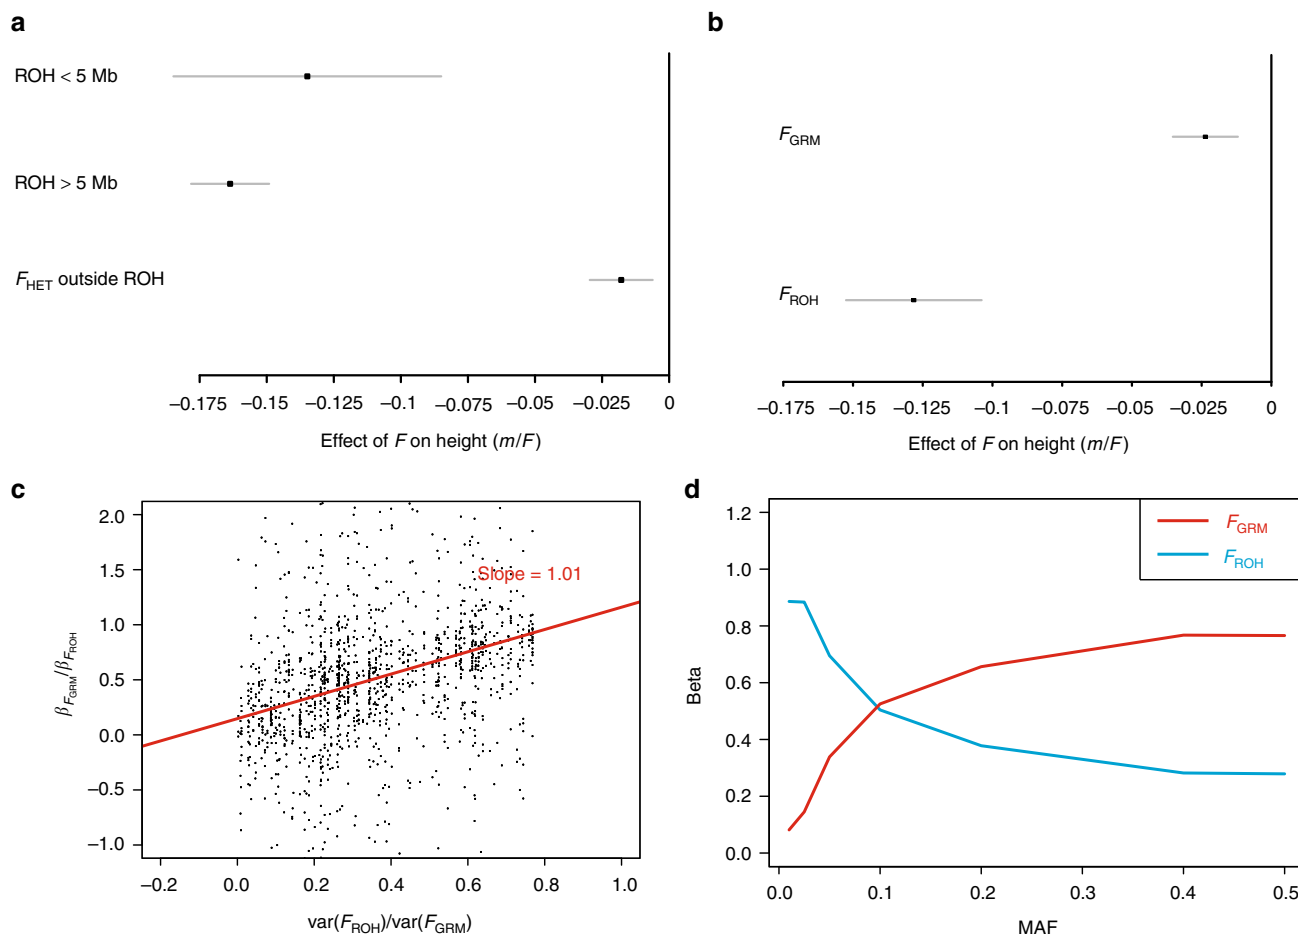 a
ROH < 5 Mb
ROH > 5 Mb
FHET outside ROH
−0.175 −0.15 −0.125 −0.1 −0.075 −0.05 −0.025 0
Effect of F on height (m/F)
b
FGRM
FROH
−0.175 −0.15 −0.125 −0.1 −0.075 −0.05 −0.025 0
Effect of F on height (m/F)
c
2.0
1.5
1.0
0.5
0.0
−0.5
−1.0
βFGRM/βFROH
Slope = 1.01
−0.2 0.0 0.2 0.4 0.6 0.8 1.0
var(FROH)/var(FGRM)
d
1.2
1.0
0.8
0.6
0.4
0.2
0.0
Beta
FGRM
FROH
0.0 0.1 0.2 0.3 0.4 0.5
MAF